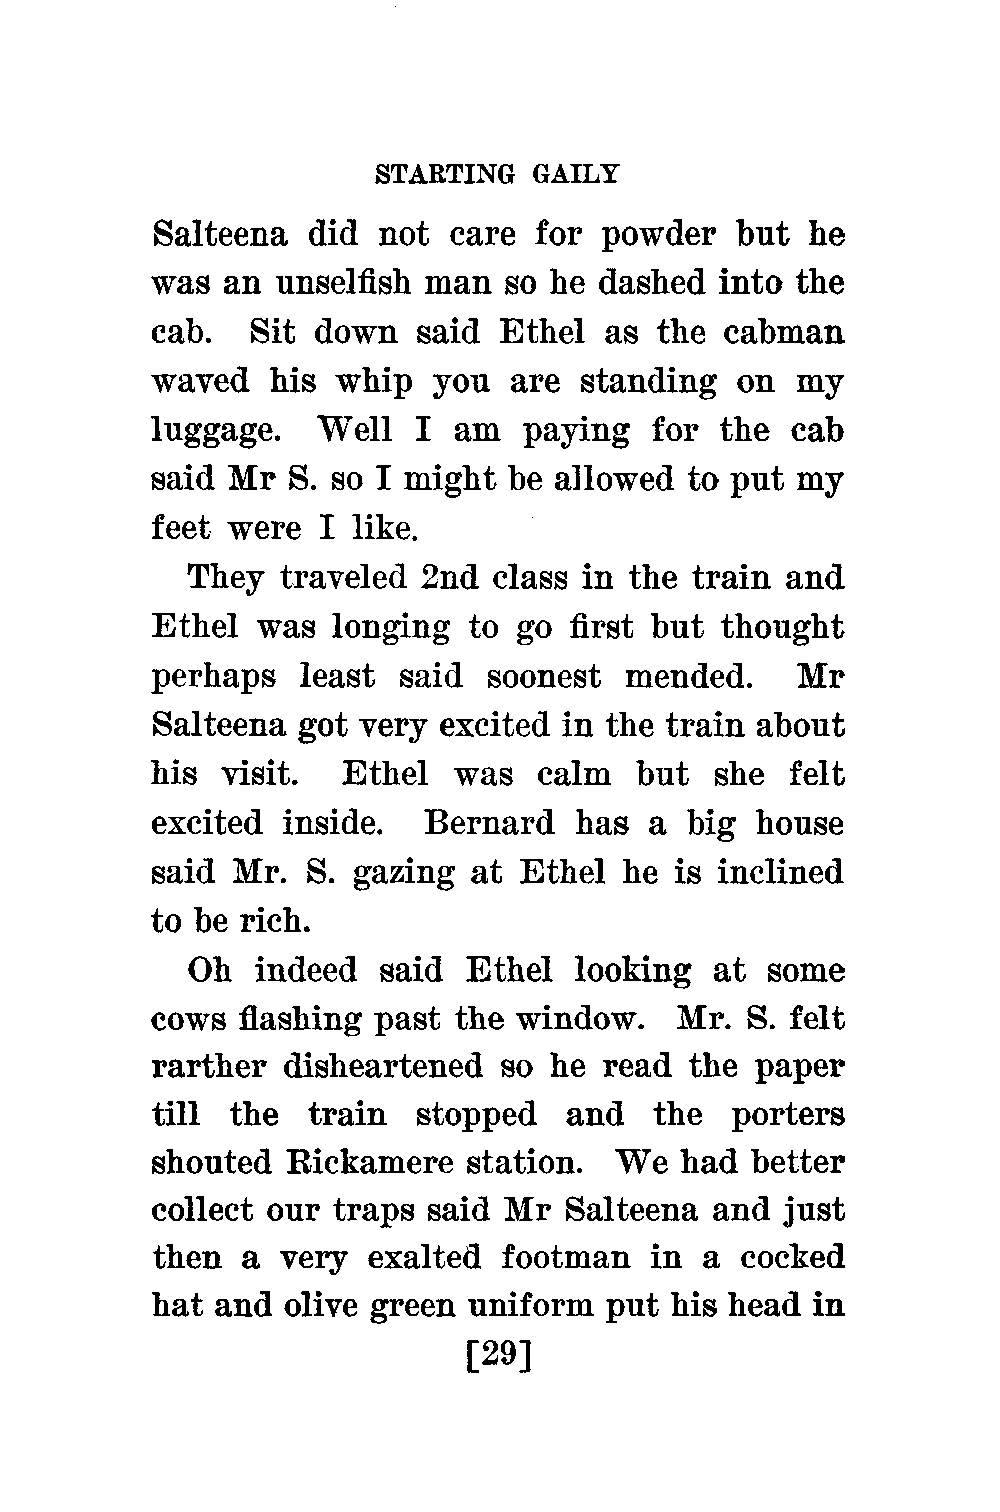 STARTING GAILY
Salteena did not care for powder but he
was an unselfish man so he dashed into the
cab. Sit down said Ethel as the cabman
waved his whip you are standing on my
luggage. Well I am paying for the cab
said Mr S. so I might be allowed to put my
feet were I like.
They traveled 2nd class in the train and
Ethel was longing to go first but thought
perhaps least said soonest mended. Mr
Salteena got very excited in the train about
his visit. Ethel was calm but she felt
excited inside. Bernard has a big house
said Mr. S. gazing at Ethel he is inclined
to be rich.
Oh indeed said Ethel looking at some
cows flashing past the window. Mr. S. felt
rarther disheartened so he read the paper
till the train stopped and the porters
shouted Rickamere station. We had better
collect our traps said Mr Salteena and just
then a very exalted footman in a cocked
hat and olive green uniform put his head in
[29]